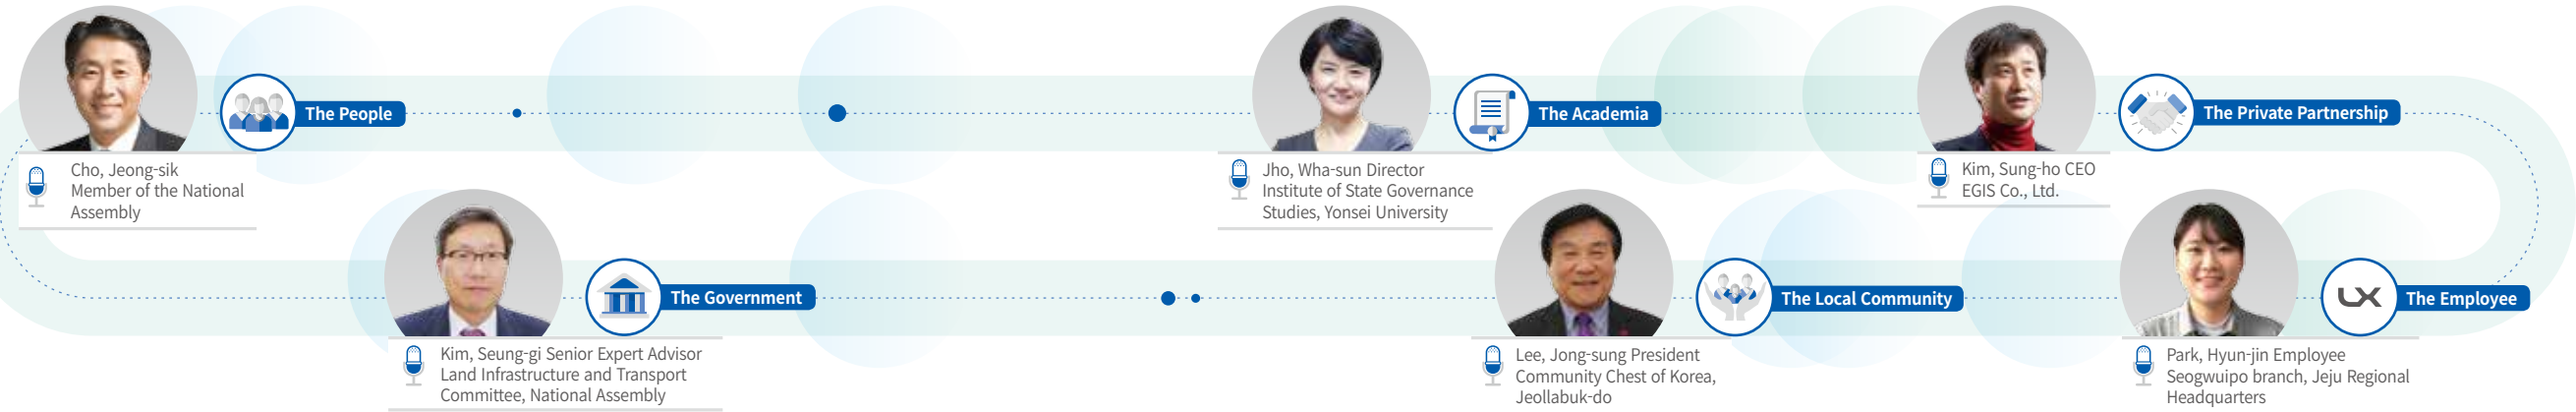 The People
Cho, Jeong-sik
Member of the National
Assembly
The Academia
Jho, Wha-sun Director
Institute of State Governance
Studies, Yonsei University
The Private Partnership
Kim, Sung-ho CEO
EGIS Co., Ltd.
The Government
Kim, Seung-gi Senior Expert Advisor
Land Infrastructure and Transport
Committee, National Assembly
The Local Community
Lee, Jong-sung President
Community Chest of Korea,
Jeollabuk-do
LX
The Employee
Park, Hyun-jin Employee
Seogwuipo branch, Jeju Regional
Headquarters